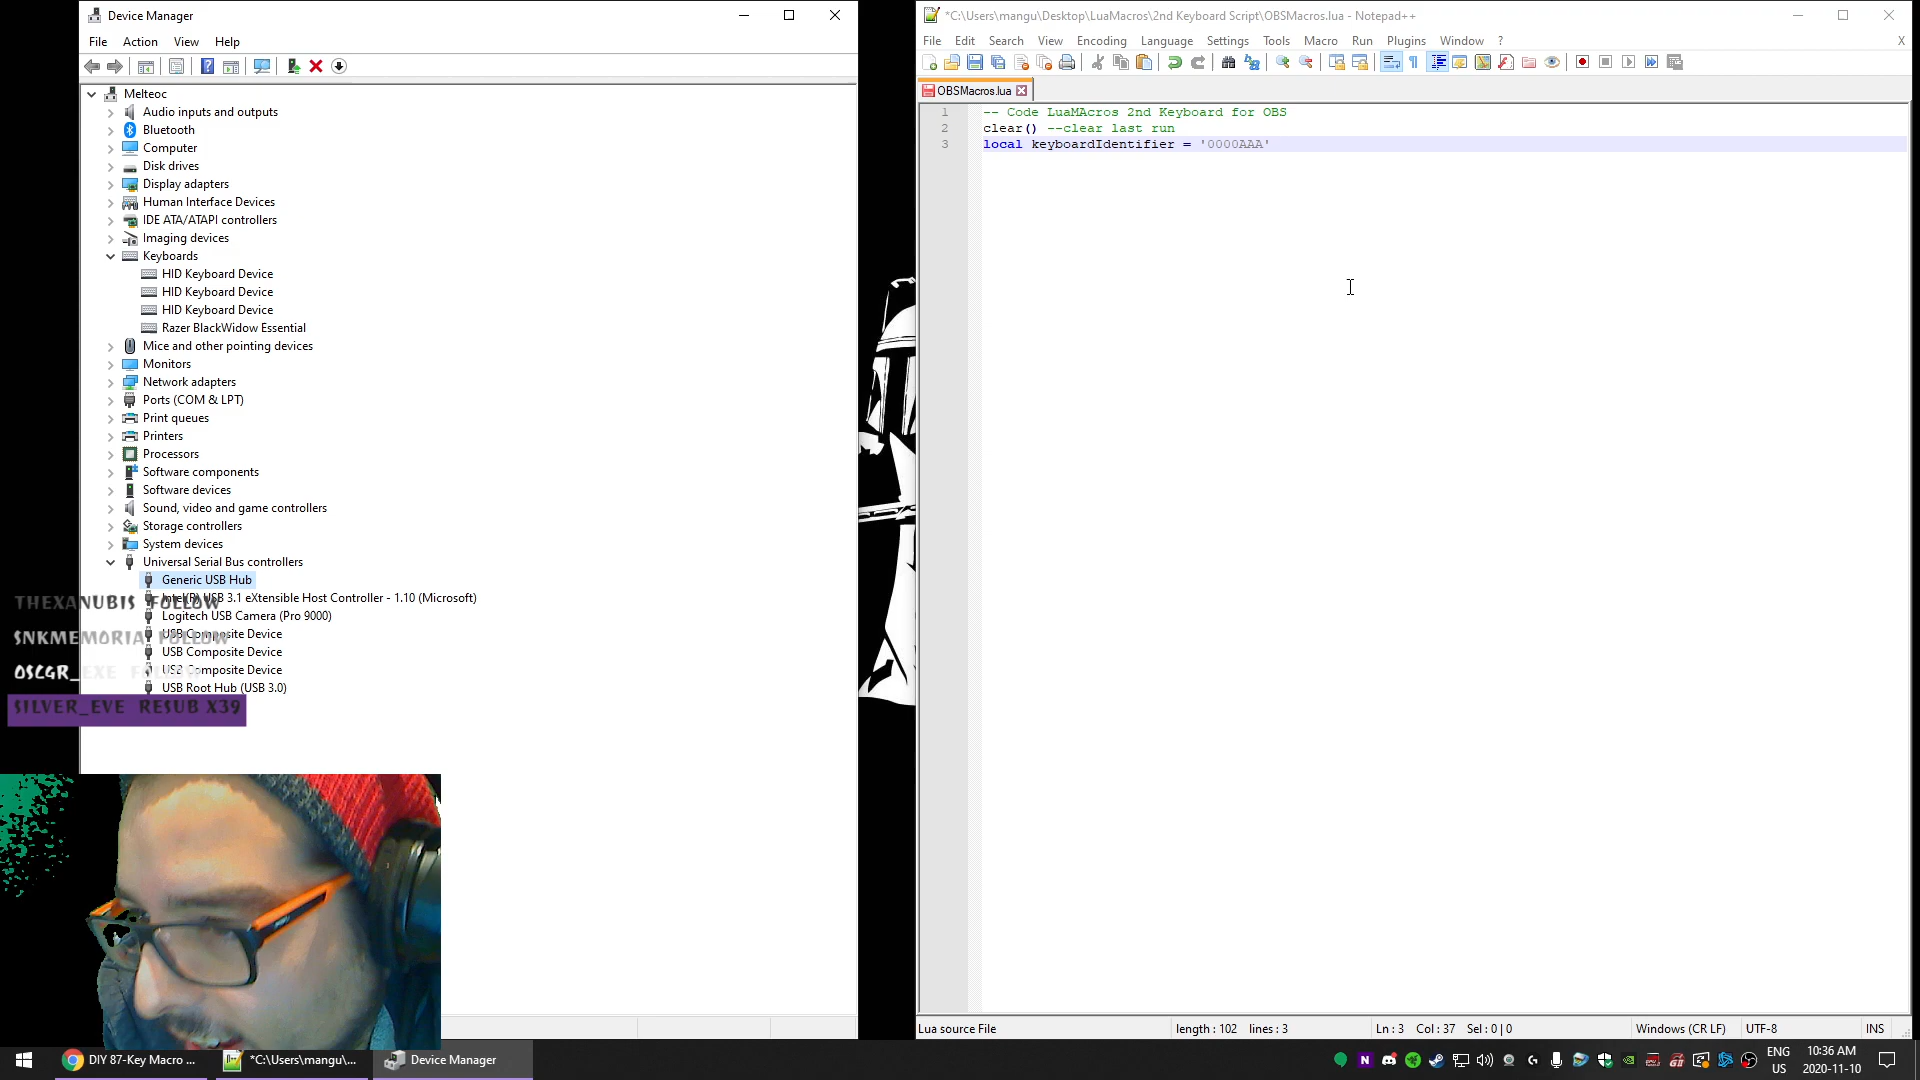 Device Manager
File Action View Help
Melteoc
Audio inputs and outputs
Bluetooth
Computer
Disk drives
Display adapters
Human Interface Devices
IDE ATA/ATAPI controllers
Imaging devices
Keyboards
HID Keyboard Device
HID Keyboard Device
HID Keyboard Device
Razer BlackWidow Essential
Mice and other pointing devices
Monitors
Network adapters
Ports (COM & LPT)
Print queues
Printers
Processors
Software components
Software devices
Sound, video and game controllers
Storage controllers
System devices
Universal Serial Bus controllers
Generic USB Hub
Intel(R) USB 3.1 eXtensible Host Controller - 1.10 (Microsoft)
Logitech USB Camera (Pro 9000)
USB Composite Device
USB Composite Device
USB Composite Device
USB Root Hub (USB 3.0)
THEXANUBIS FOLLOW
SNKMEMORIA FOLLOW
OSCGR_EXE FOLLOW
SILVER_EVE RESUB X39
*C:\Users\mangu\Desktop\LuaMacros\2nd Keyboard Script\OBSMacros.lua - Notepad++
File Edit Search View Encoding Language Settings Tools Macro Run Plugins Window ? X
OBSMacros.lua
1 -- Code LuaMAcros 2nd Keyboard for OBS
2 clear() --clear last run
3 local keyboardIdentifier = '0000AAA'
Lua source File length : 102 lines : 3 Ln : 3 Col : 37 Sel : 0 | 0 Windows (CR LF) UTF-8 INS
DIY 87-Key Macro ... *C:\Users\mangu\... Device Manager
ENG US
10:36 AM
2020-11-10